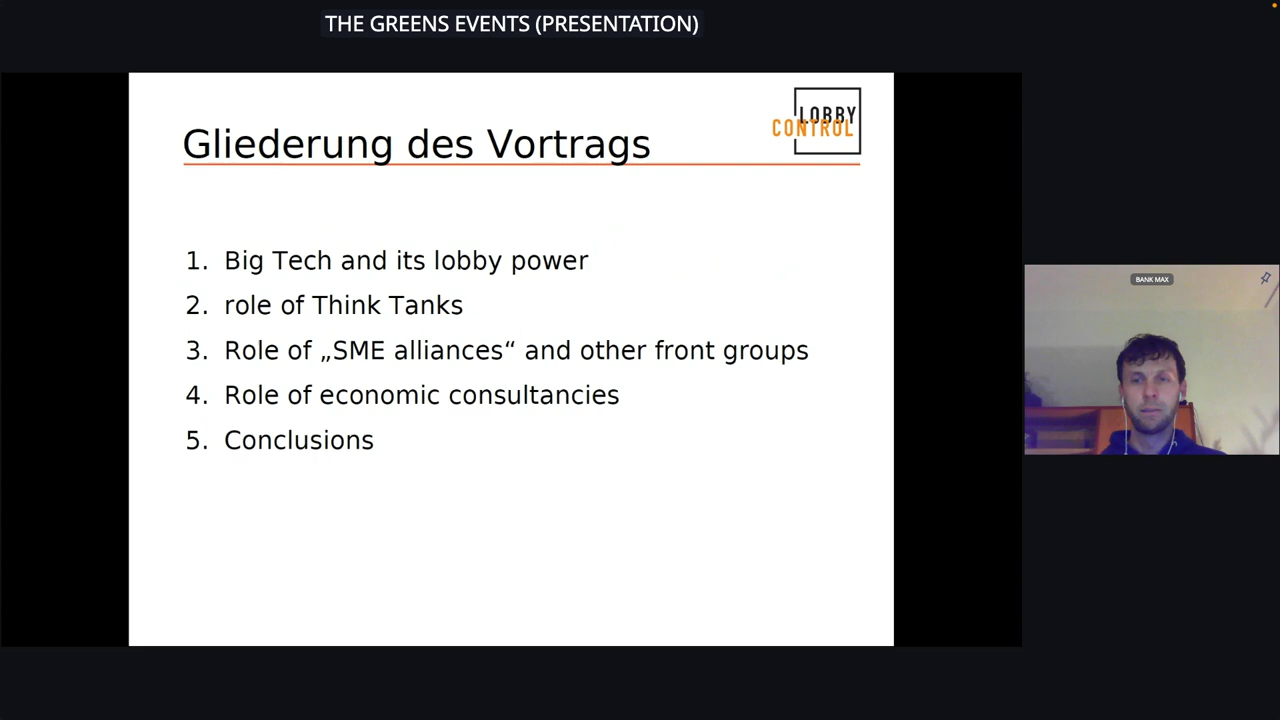 THE GREENS EVENTS (PRESENTATION)
LOBBY
CONTROL
Gliederung des Vortrags
1. Big Tech and its lobby power
2. role of Think Tanks
3. Role of „SME alliances“ and other front groups
4. Role of economic consultancies
5. Conclusions
BANK MAX